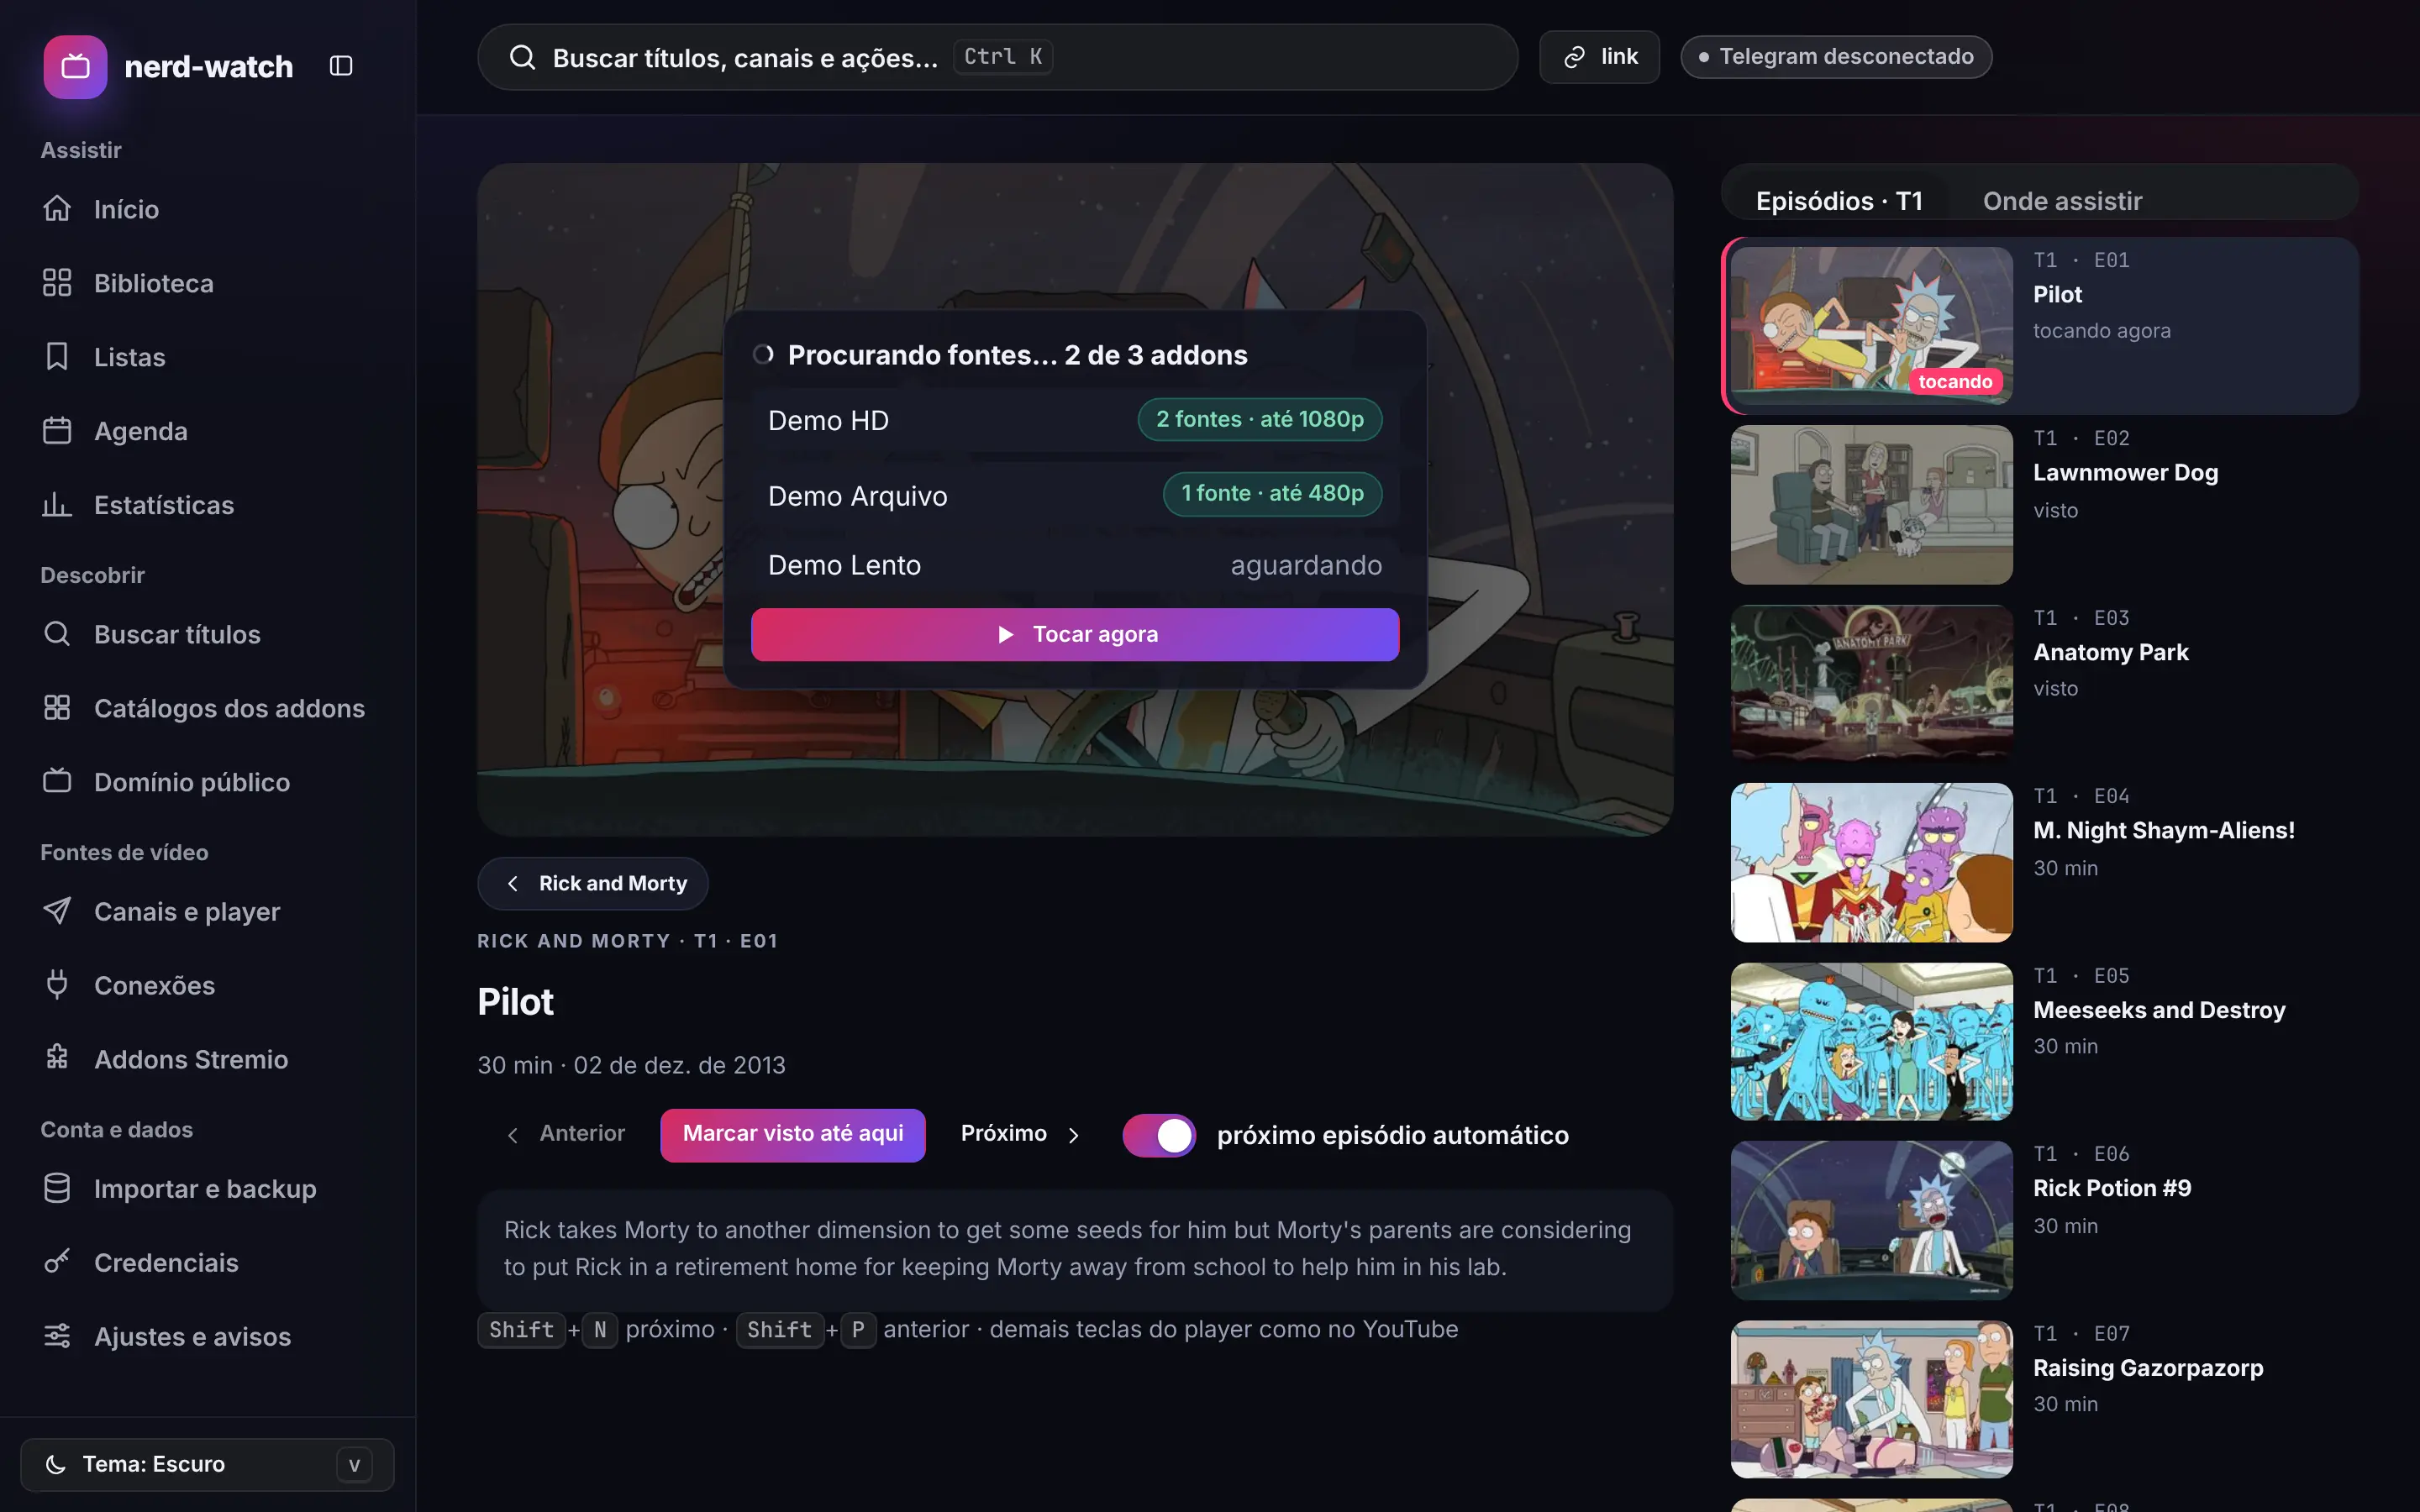 nerd-watch
Assistir
Início
Biblioteca
Listas
Agenda
Estatísticas
Descobrir
Buscar títulos
Catálogos dos addons
Domínio público
Fontes de vídeo
Canais e player
Conexões
Addons Stremio
Conta e dados
Importar e backup
Credenciais
Ajustes e avisos
Tema: Escuro V
Buscar títulos, canais e ações... Ctrl K
link
Telegram desconectado
Procurando fontes... 2 de 3 addons
Demo HD 2 fontes · até 1080p
Demo Arquivo 1 fonte · até 480p
Demo Lento aguardando
Tocar agora
Rick and Morty
RICK AND MORTY · T1 · E01
Pilot
30 min · 02 de dez. de 2013
Anterior
Marcar visto até aqui
Próximo
próximo episódio automático
Rick takes Morty to another dimension to get some seeds for him but Morty's parents are considering
to put Rick in a retirement home for keeping Morty away from school to help him in his lab.
Shift+N próximo · Shift+P anterior · demais teclas do player como no YouTube
Episódios · T1
Onde assistir
tocando
T1 · E01
Pilot
tocando agora
T1 · E02
Lawnmower Dog
visto
ANATOMY PARK
T1 · E03
Anatomy Park
visto
T1 · E04
M. Night Shaym-Aliens!
30 min
T1 · E05
Meeseeks and Destroy
30 min
T1 · E06
Rick Potion #9
30 min
T1 · E07
Raising Gazorpazorp
30 min
T1 · E08